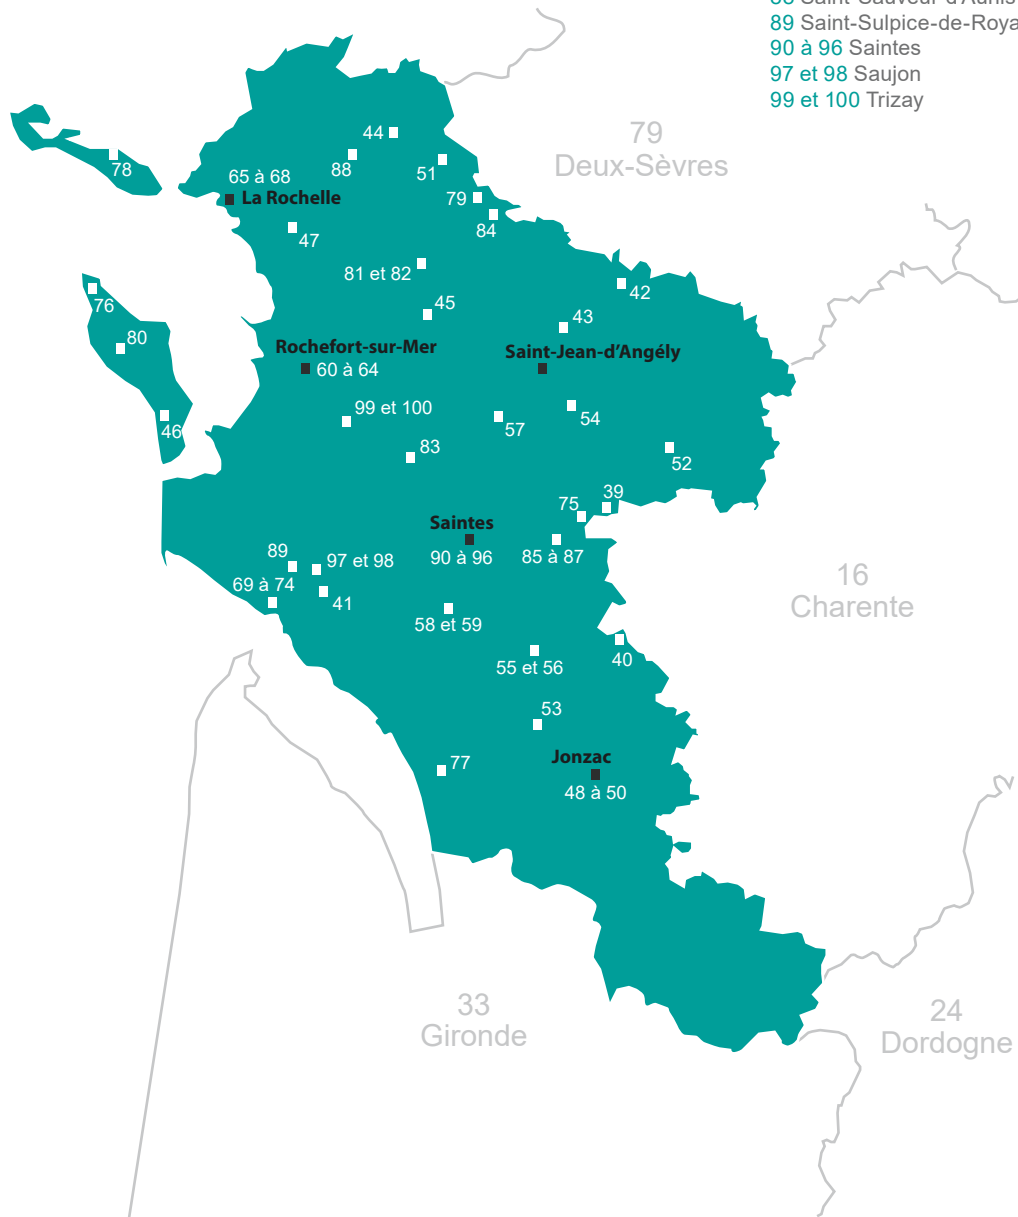 88 Saint-Sauveur-d'Aunis
89 Saint-Sulpice-de-Roya
90 à 96 Saintes
97 et 98 Saujon
99 et 100 Trizay
79
Deux-Sèvres
44
88
51
78
65 à 68
La Rochelle
79
84
47
81 et 82
42
76
45
43
80
Rochefort-sur-Mer
60 à 64
Saint-Jean-d'Angély
99 et 100
54
57
46
83
52
39
75
Saintes
90 à 96
85 à 87
89
97 et 98
69 à 74
41
16
Charente
58 et 59
40
55 et 56
53
Jonzac
48 à 50
77
33
Gironde
24
Dordogne